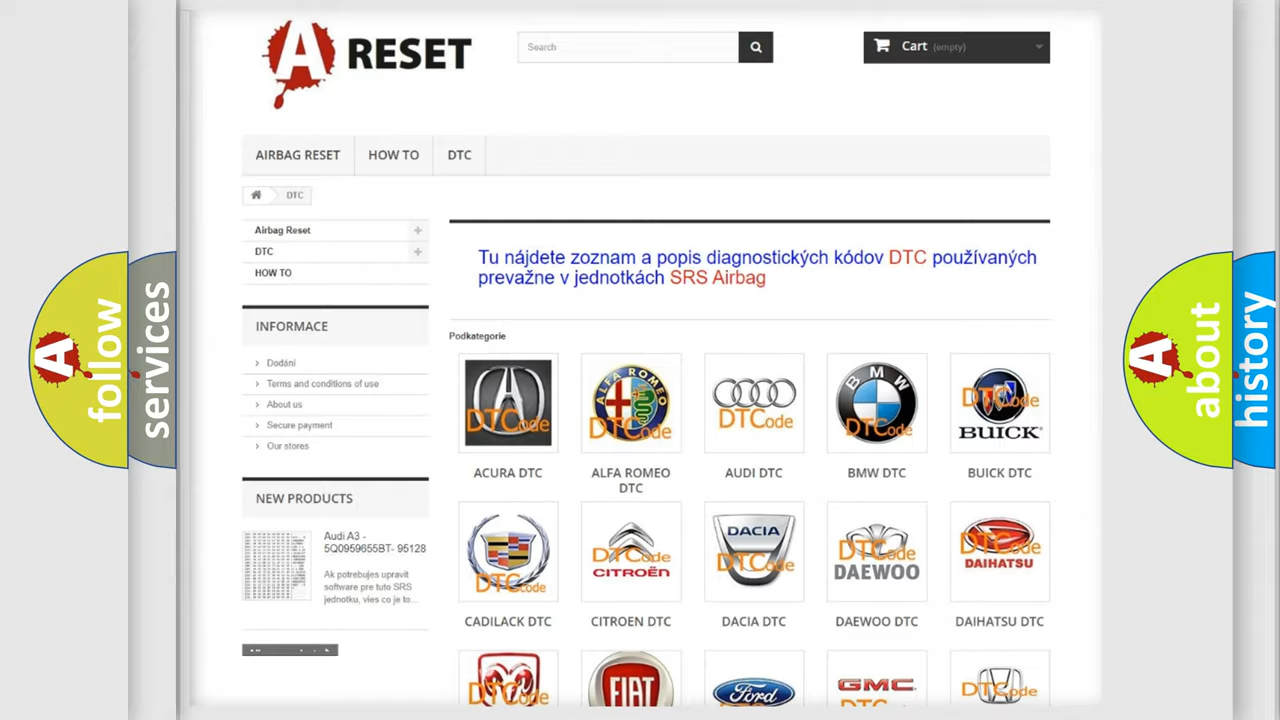 A RESET
Search
Cart (empty)
AIRBAG RESET
HOW TO
DTC
DTC
Airbag Reset
DTC
HOW TO
Tu nájdete zoznam a popis diagnostických kódov DTC používaných
prevažne v jednotkách SRS Airbag
INFORMACE
Dodání
Terms and conditions of use
About us
Secure payment
Our stores
NEW PRODUCTS
Audi A3 -
5Q0959655BT- 95128
Ak potrebujes upravit
software pre tuto SRS
jednotku, vies co je to...
Podkategorie
DTCode
ALFA ROMEO
DTCode
DTCode
BMW
DTCode
DTCode
BUICK
ACURA DTC
ALFA ROMEO
DTC
AUDI DTC
BMW DTC
BUICK DTC
DTCode
DTCode
CITROËN
DACIA
DTCode
DTCode
DAEWOO
DTCode
DAIHATSU
CADILACK DTC
CITROEN DTC
DACIA DTC
DAEWOO DTC
DAIHATSU DTC
DTCode
FIAT
Ford
GMC
DTCode
A follow
services
A about
history